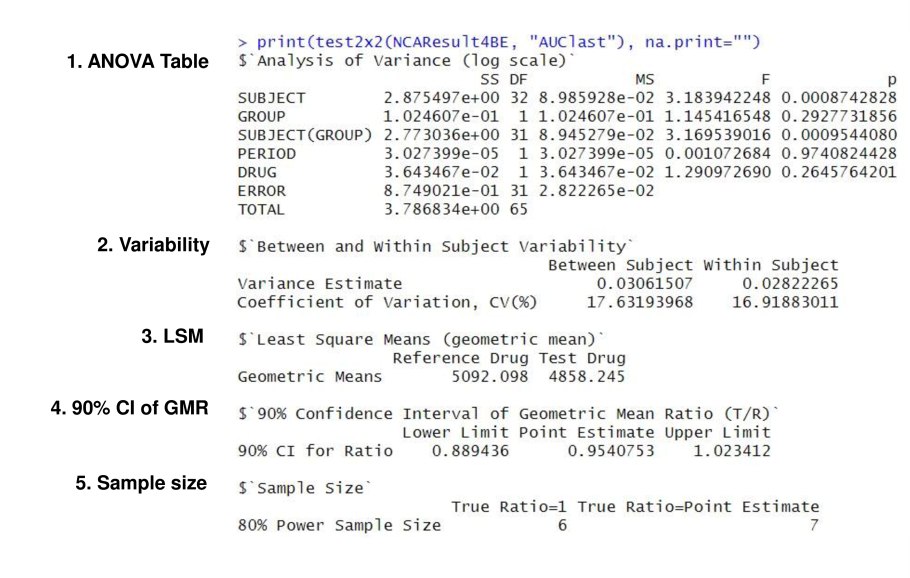 > print(test2x2(NCAResult4BE, "AUClast"), na.print="")
1. ANOVA Table $`Analysis of Variance (log scale)`
SS DF MS F p
SUBJECT 2.875497e+00 32 8.985928e-02 3.183942248 0.0008742828
GROUP 1.024607e-01 1 1.024607e-01 1.145416548 0.2927731856
SUBJECT(GROUP) 2.773036e+00 31 8.945279e-02 3.169539016 0.0009544080
PERIOD 3.027399e-05 1 3.027399e-05 0.001072684 0.9740824428
DRUG 3.643467e-02 1 3.643467e-02 1.290972690 0.2645764201
ERROR 8.749021e-01 31 2.822265e-02
TOTAL 3.786834e+00 65
2. Variability $`Between and Within Subject Variability`
Between Subject Within Subject
Variance Estimate 0.03061507 0.02822265
Coefficient of Variation, CV(%) 17.63193968 16.91883011
3. LSM $`Least Square Means (geometric mean)`
Reference Drug Test Drug
Geometric Means 5092.098 4858.245
4. 90% CI of GMR $`90% Confidence Interval of Geometric Mean Ratio (T/R)`
Lower Limit Point Estimate Upper Limit
90% CI for Ratio 0.889436 0.9540753 1.023412
5. Sample size $`Sample Size`
True Ratio=1 True Ratio=Point Estimate
80% Power Sample Size 6 7